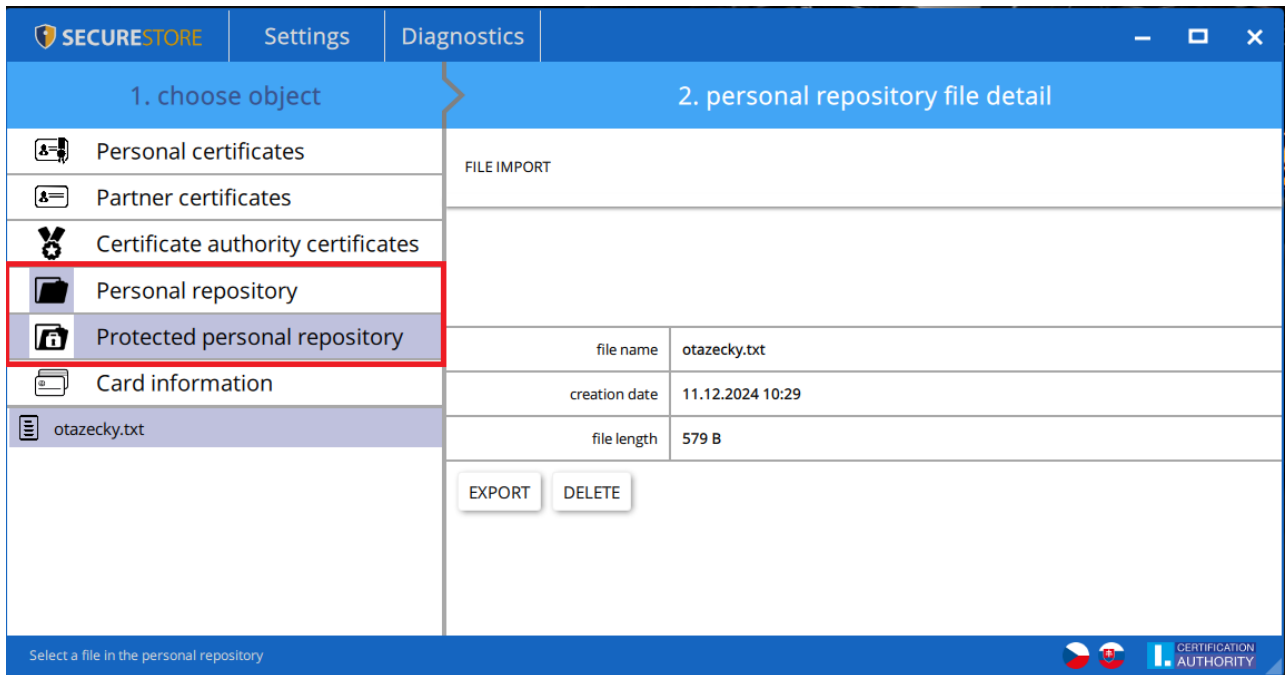 SECURESTORE
Settings
Diagnostics
1. choose object
2. personal repository file detail
Personal certificates
Partner certificates
Certificate authority certificates
Personal repository
Protected personal repository
Card information
otazecky.txt
FILE IMPORT
file name otazecky.txt
creation date 11.12.2024 10:29
file length 579 B
EXPORT
DELETE
Select a file in the personal repository
I. CERTIFICATION
AUTHORITY